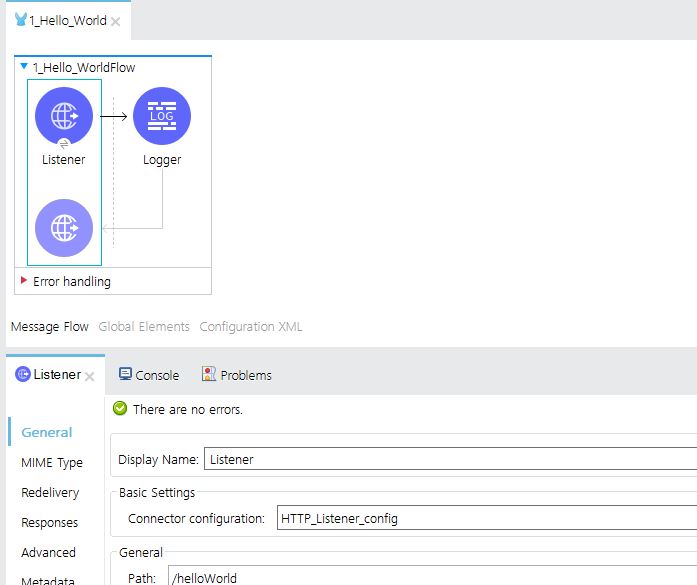 1_Hello_World
1_Hello_WorldFlow
LOG
Listener Logger
Error handling
Message Flow Global Elements Configuration XML
Listener Console Problems
There are no errors.
General
MIME Type
Redelivery
Responses
Advanced
Metadata
Display Name: Listener
Basic Settings
Connector configuration: HTTP_Listener_config
General
Path: /helloWorld